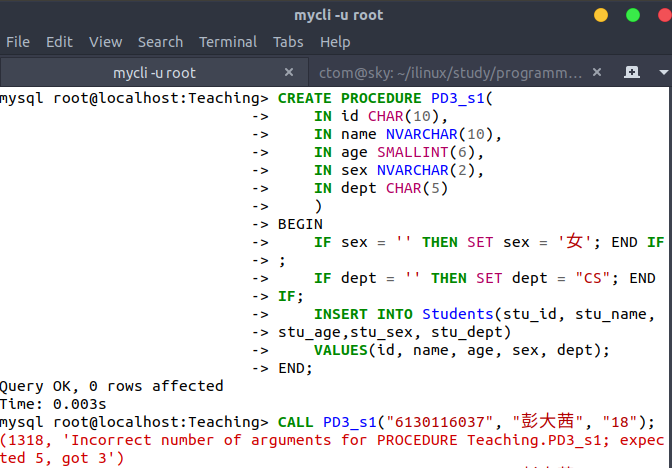 mycli -u root
File Edit View Search Terminal Tabs Help
mycli -u root × ctom@sky: ~/ilinux/study/programm… ×
mysql root@localhost:Teaching> CREATE PROCEDURE PD3_s1(
-> IN id CHAR(10),
-> IN name NVARCHAR(10),
-> IN age SMALLINT(6),
-> IN sex NVARCHAR(2),
-> IN dept CHAR(5)
-> )
-> BEGIN
-> IF sex = '' THEN SET sex = '女'; END IF
-> ;
-> IF dept = '' THEN SET dept = "CS"; END
-> IF;
-> INSERT INTO Students(stu_id, stu_name,
-> stu_age,stu_sex, stu_dept)
-> VALUES(id, name, age, sex, dept);
-> END;
Query OK, 0 rows affected
Time: 0.003s
mysql root@localhost:Teaching> CALL PD3_s1("6130116037", "彭大茜", "18");
(1318, 'Incorrect number of arguments for PROCEDURE Teaching.PD3_s1; expec
ted 5, got 3')